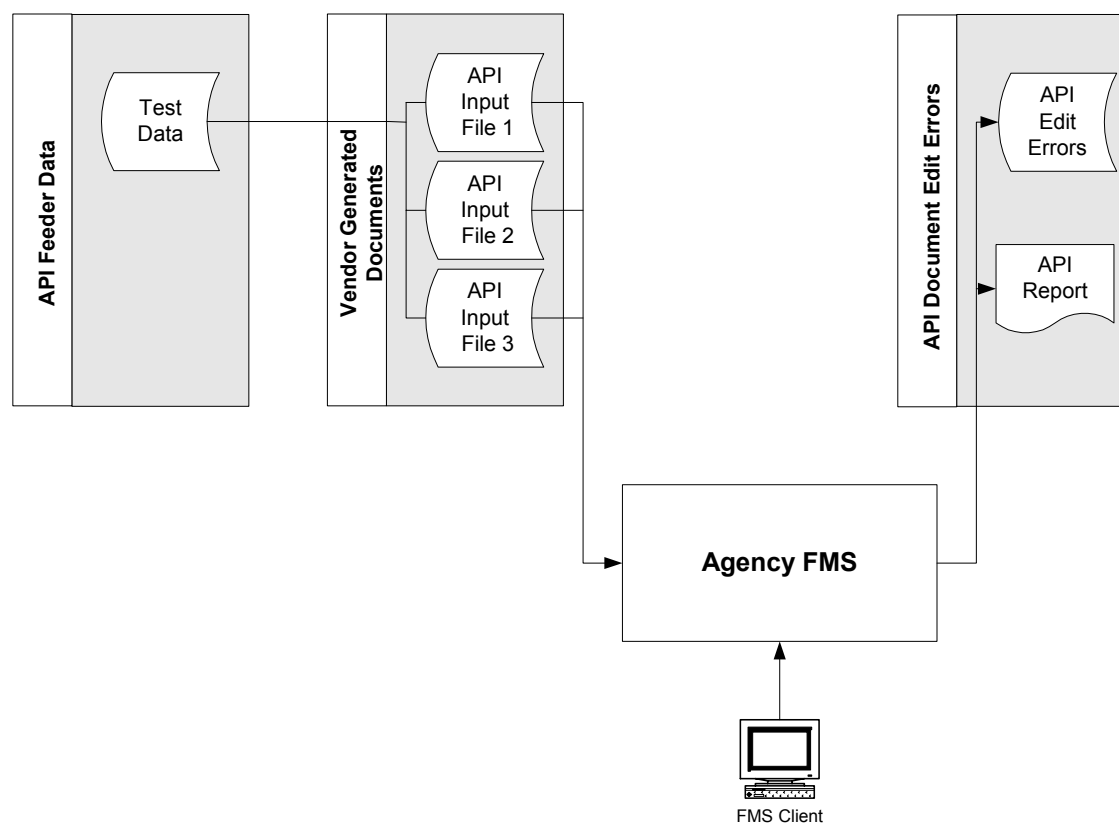 API Feeder Data
Test
Data
Vendor Generated
Documents
API
Input
File 1
API
Input
File 2
API
Input
File 3
API Document Edit Errors
API
Edit
Errors
API
Report
Agency FMS
FMS Client